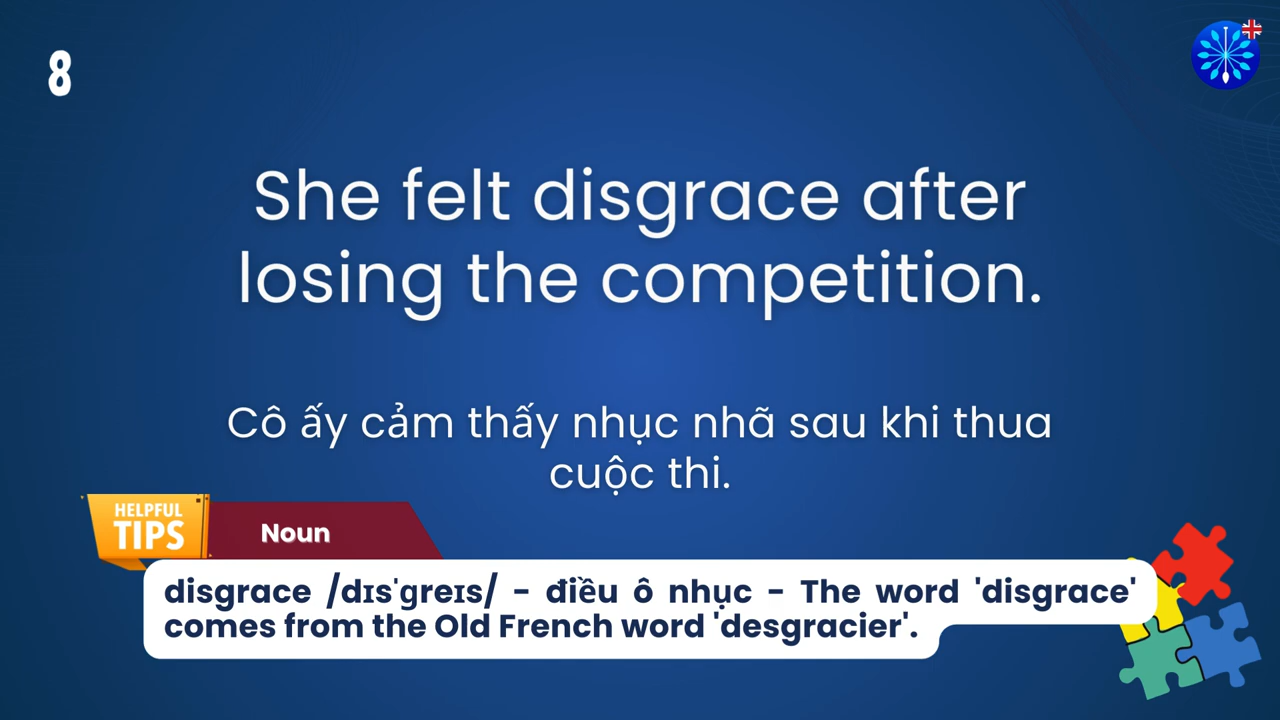 8
She felt disgrace after
losing the competition.
Cô ấy cảm thấy nhục nhã sau khi thua
cuộc thi.
HELPFUL
TIPS
Noun
disgrace /dɪsˈɡreɪs/ - điều ô nhục - The word 'disgrace'
comes from the Old French word 'desgracier'.